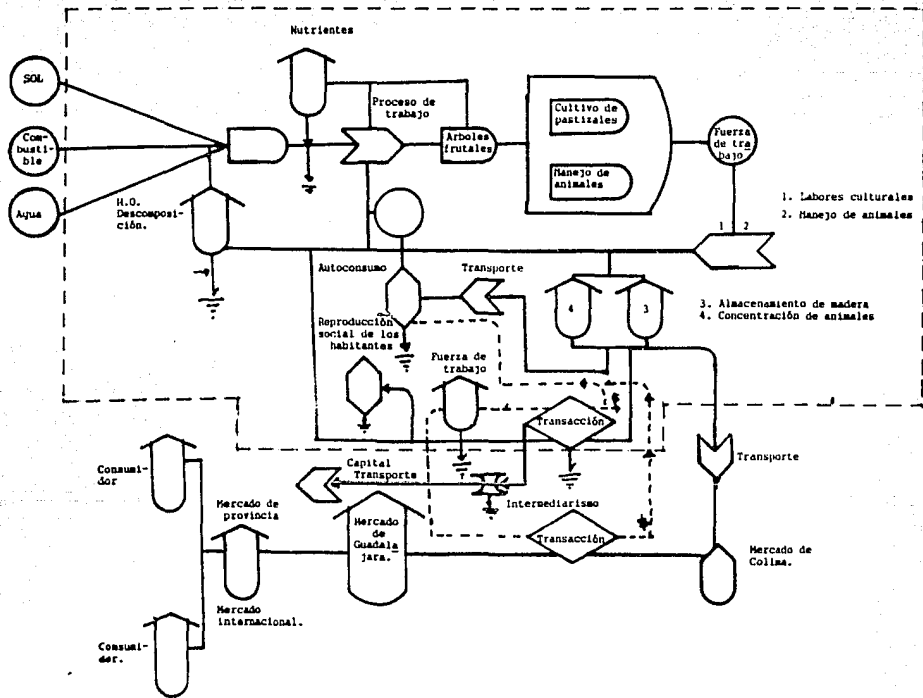 Nutrientes
SOL
Com-
bustí-
ble
Agua
Proceso de
trabajo
Arboles
frutales
Cultivo de
pastizales
Manejo de
animales
Fuerza
de tra
bajo
H.O.
Descomposi-
ción.
1 2
1. Labores culturales
2. Manejo de animales
Autoconsumo
Transporte
4
3
3. Almacenamiento de madera
4. Concentración de animales
Reproducción
social de los
habitantes
Fuerza de
trabajo
Transacción
Transporte
Consumi-
dor
Capital
Transporte
Intermediarismo
Mercado de
provincia
Mercado
de
Guadala
jara.
Transacción
Mercado de
Colima.
Mercado
internacional.
Consumi-
der.